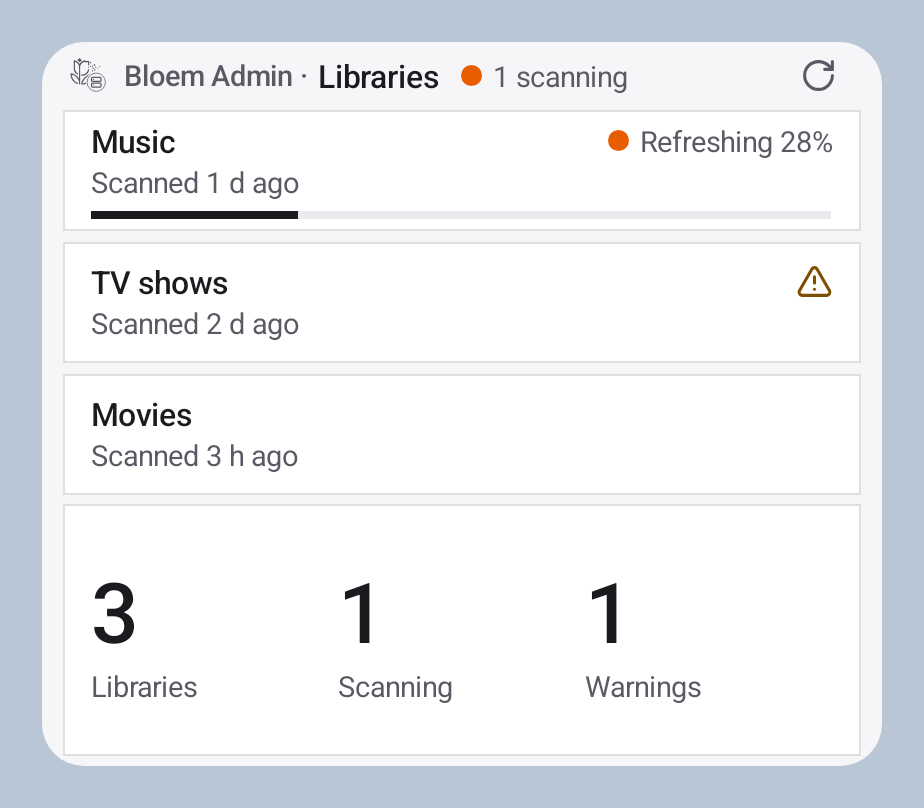 Bloem Admin · Libraries 1 scanning
Music
Refreshing 28%
Scanned 1 d ago
TV shows
Scanned 2 d ago
Movies
Scanned 3 h ago
3 1 1
Libraries Scanning Warnings